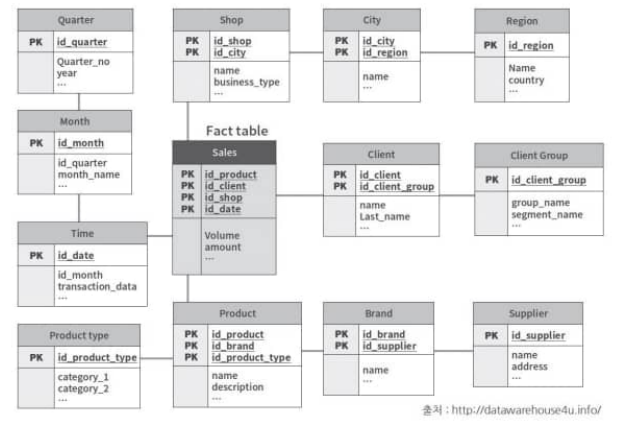 Quarter
PK id_quarter
Quarter_no
year
...
Shop
PK id_shop
PK id_city
name
business_type
...
City
PK id_city
PK id_region
name
...
Region
PK id_region
Name
country
...
Month
PK id_month
id_quarter
month_name
...
Fact table
Sales
PK id_product
PK id_client
PK id_shop
PK id_date
Volume
amount
...
Client
PK id_client
PK id_client_group
name
Last_name
...
Client Group
PK id_client_group
group_name
segment_name
...
Time
PK id_date
id_month
transaction_data
...
Product type
PK id_product_type
category_1
category_2
...
Product
PK id_product
PK id_brand
PK id_product_type
name
description
...
Brand
PK id_brand
PK id_supplier
name
...
Supplier
PK id_supplier
name
address
...
출처 : http://datawarehouse4u.info/